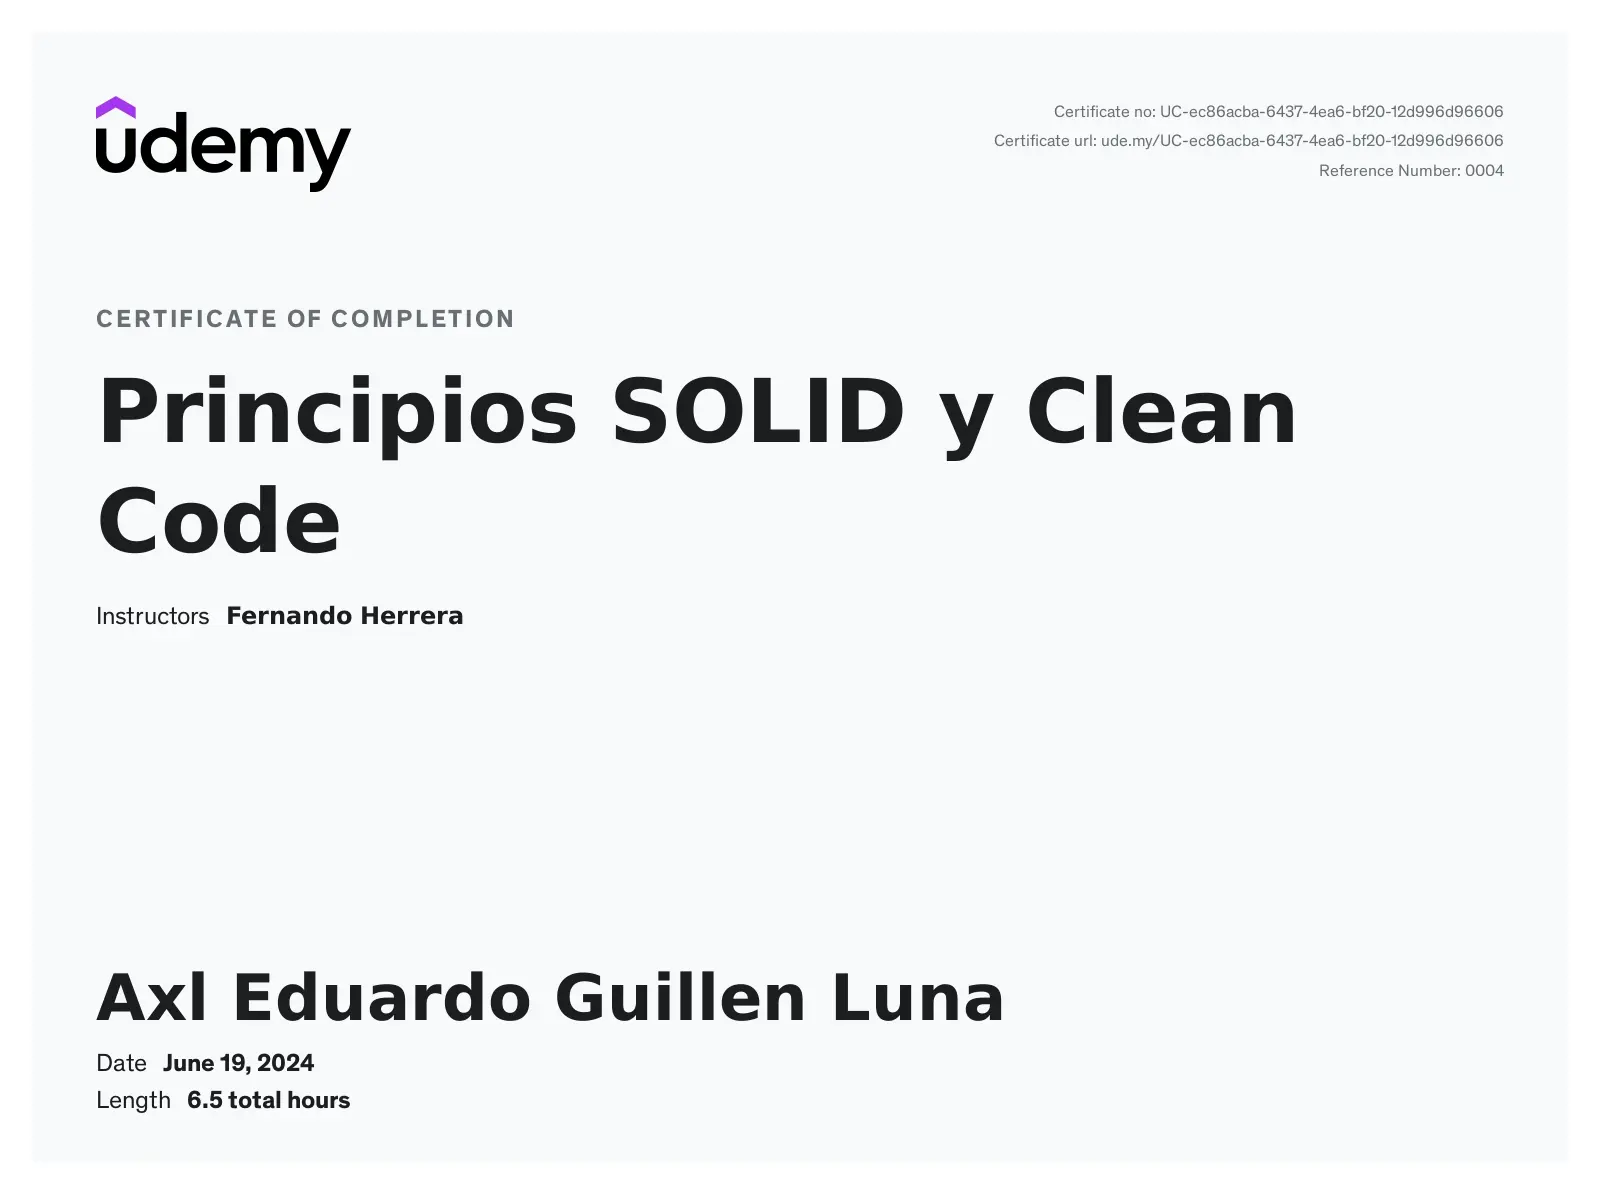 udemy
Certificate no: UC-ec86acba-6437-4ea6-bf20-12d996d96606
Certificate url: ude.my/UC-ec86acba-6437-4ea6-bf20-12d996d96606
Reference Number: 0004
CERTIFICATE OF COMPLETION
Principios SOLID y Clean
Code
Instructors Fernando Herrera
Axl Eduardo Guillen Luna
Date June 19, 2024
Length 6.5 total hours